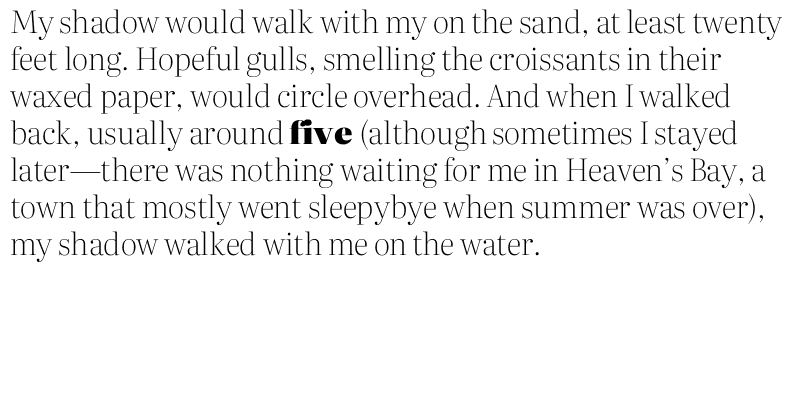 My shadow would walk with my on the sand, at least twenty
feet long. Hopeful gulls, smelling the croissants in their
waxed paper, would circle overhead. And when I walked
back, usually around five (although sometimes I stayed
later—there was nothing waiting for me in Heaven’s Bay, a
town that mostly went sleepybye when summer was over),
my shadow walked with me on the water.